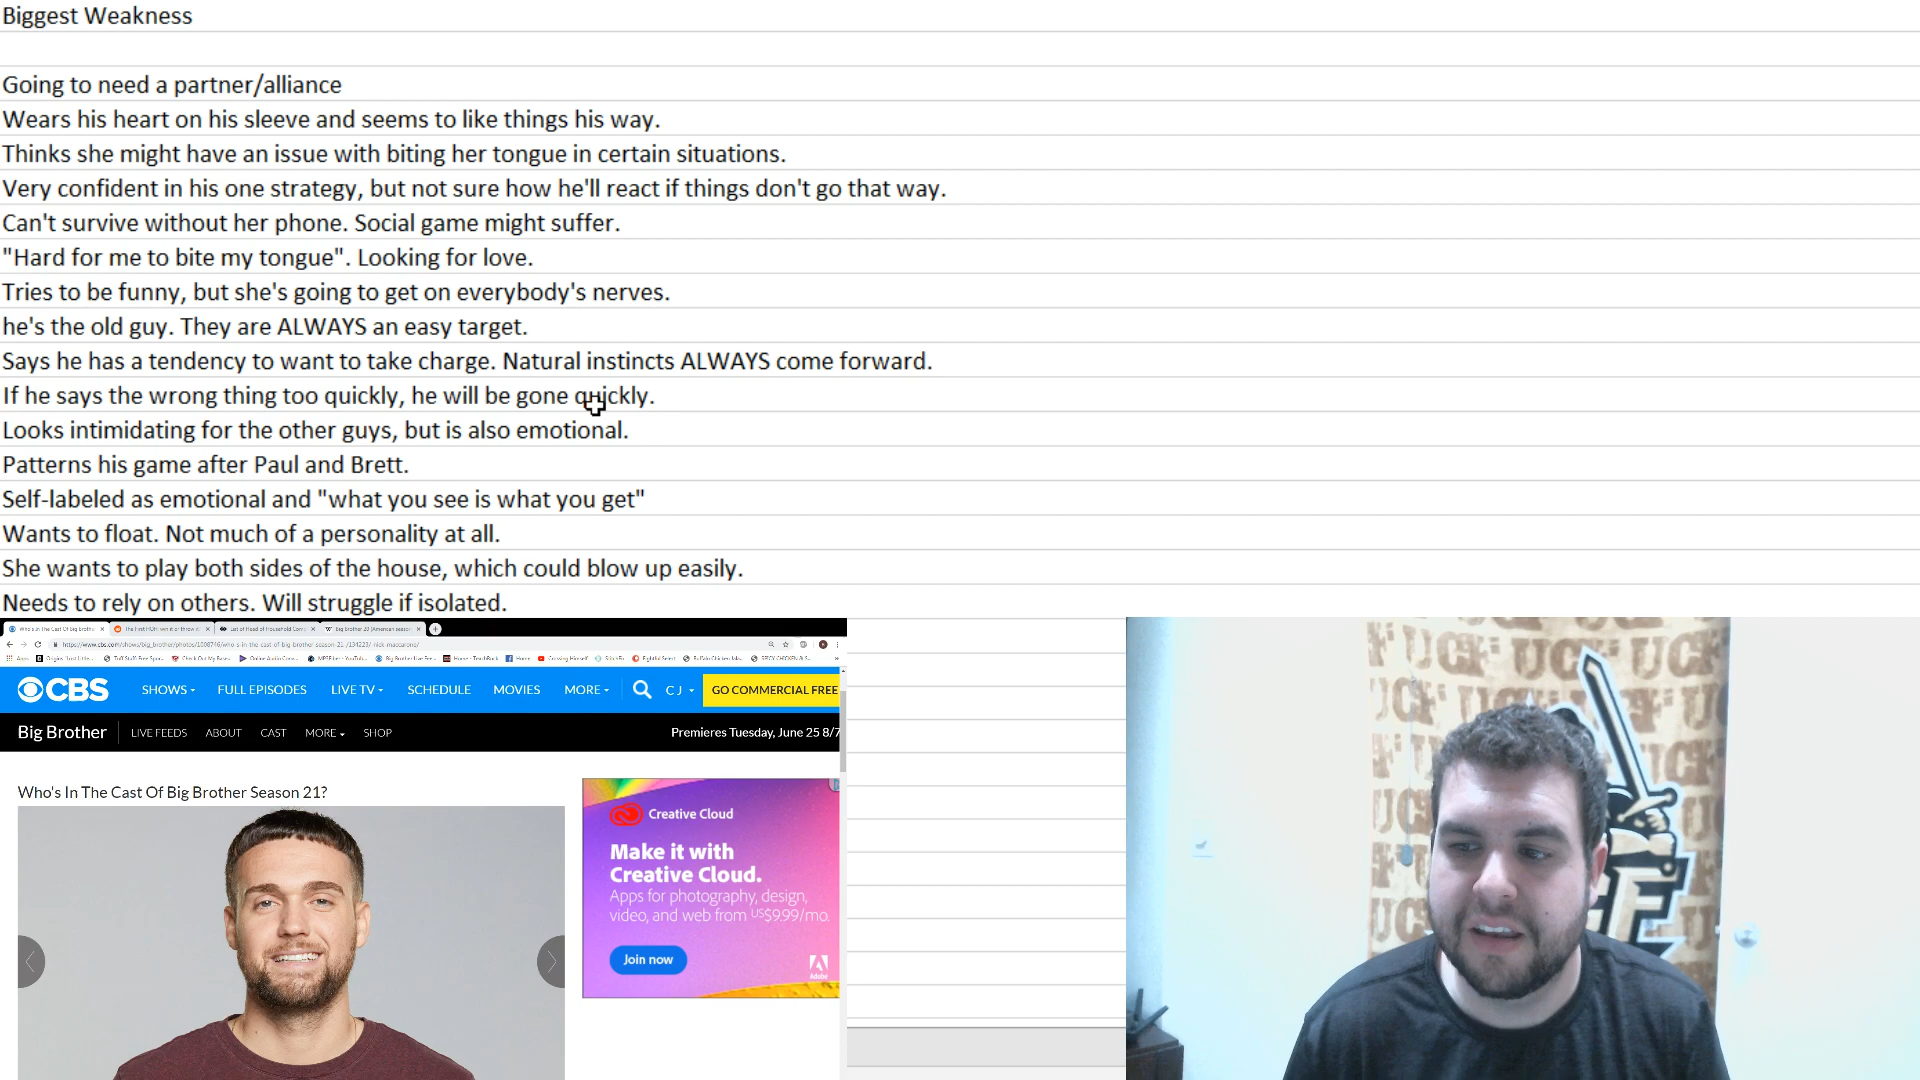 Biggest Weakness
Going to need a partner/alliance
Wears his heart on his sleeve and seems to like things his way.
Thinks she might have an issue with biting her tongue in certain situations.
Very confident in his one strategy, but not sure how he'll react if things don't go that way.
Can't survive without her phone. Social game might suffer.
"Hard for me to bite my tongue". Looking for love.
Tries to be funny, but she's going to get on everybody's nerves.
he's the old guy. They are ALWAYS an easy target.
Says he has a tendency to want to take charge. Natural instincts ALWAYS come forward.
If he says the wrong thing too quickly, he will be gone quickly.
Looks intimidating for the other guys, but is also emotional.
Patterns his game after Paul and Brett.
Self-labeled as emotional and "what you see is what you get"
Wants to float. Not much of a personality at all.
She wants to play both sides of the house, which could blow up easily.
Needs to rely on others. Will struggle if isolated.
CBS SHOWS FULL EPISODES LIVE TV SCHEDULE MOVIES MORE C J GO COMMERCIAL FREE
Big Brother LIVE FEEDS ABOUT CAST MORE SHOP Premieres Tuesday, June 25 8/7
Who's In The Cast Of Big Brother Season 21?
Creative Cloud
Make it with
Creative Cloud.
Apps for photography, design,
video, and web from US$9.99/mo.
Join now
Adobe
UCF UCF UCF